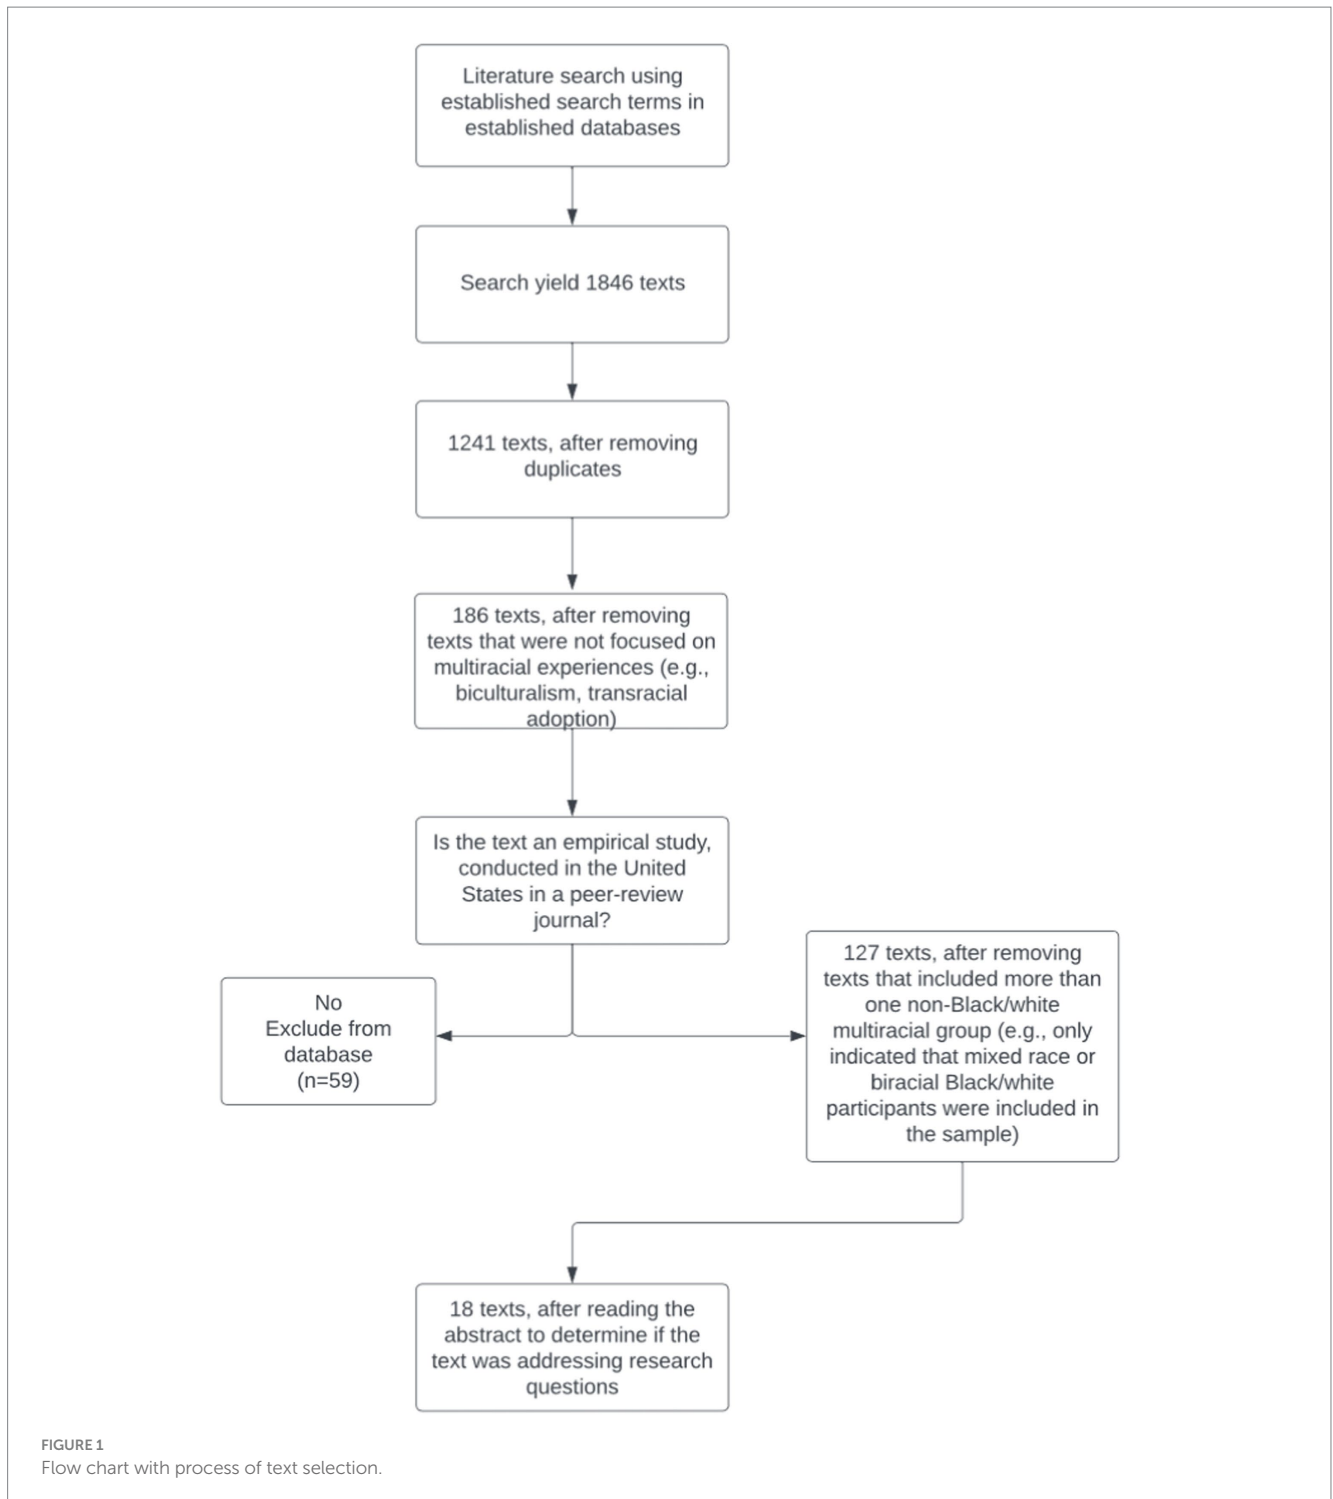 Literature search using
established search terms in
established databases
Search yield 1846 texts
1241 texts, after removing
duplicates
186 texts, after removing
texts that were not focused on
multiracial experiences (e.g.,
biculturalism, transracial
adoption)
Is the text an empirical study,
conducted in the United
States in a peer-review
journal?
No
Exclude from
database
(n=59)
127 texts, after removing
texts that included more than
one non-Black/white
multiracial group (e.g., only
indicated that mixed race or
biracial Black/white
participants were included in
the sample)
18 texts, after reading the
abstract to determine if the
text was addressing research
questions
FIGURE 1
Flow chart with process of text selection.